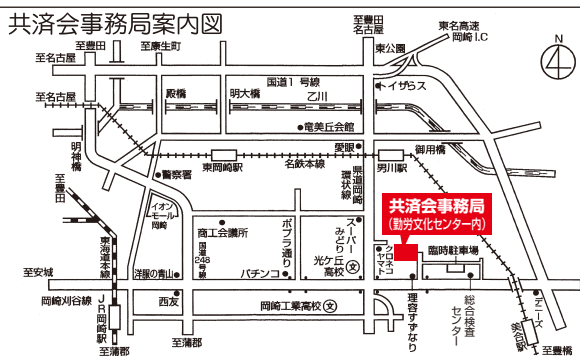 共済会事務局案内図
至豊田
至康生町
至豊田
名古屋
東名高速
岡崎I.C
N
至名古屋
東公園
国道1号線
至名古屋
殿橋
明大橋
乙川
トイザらス
竜美丘会館
明神橋
愛眼
御用橋
東岡崎駅
名鉄本線
男川駅
警察署
県道岡崎
環状線
至豊田
イオン
モール
岡崎
共済会事務局
(勤労文化センター内)
東海道本線
商工会議所
国道248号線
ポプラ通り
スーパー
みどり
光ケ丘
高校
文
クロネコ
ヤマト
臨時駐車場
至安城
洋服の青山
パチンコ
岡崎刈谷線
JR岡崎駅
西友
岡崎工業高校
文
理容すずなり
総合検査
センター
デニーズ
美合駅
至蒲郡
至蒲郡
至豊橋